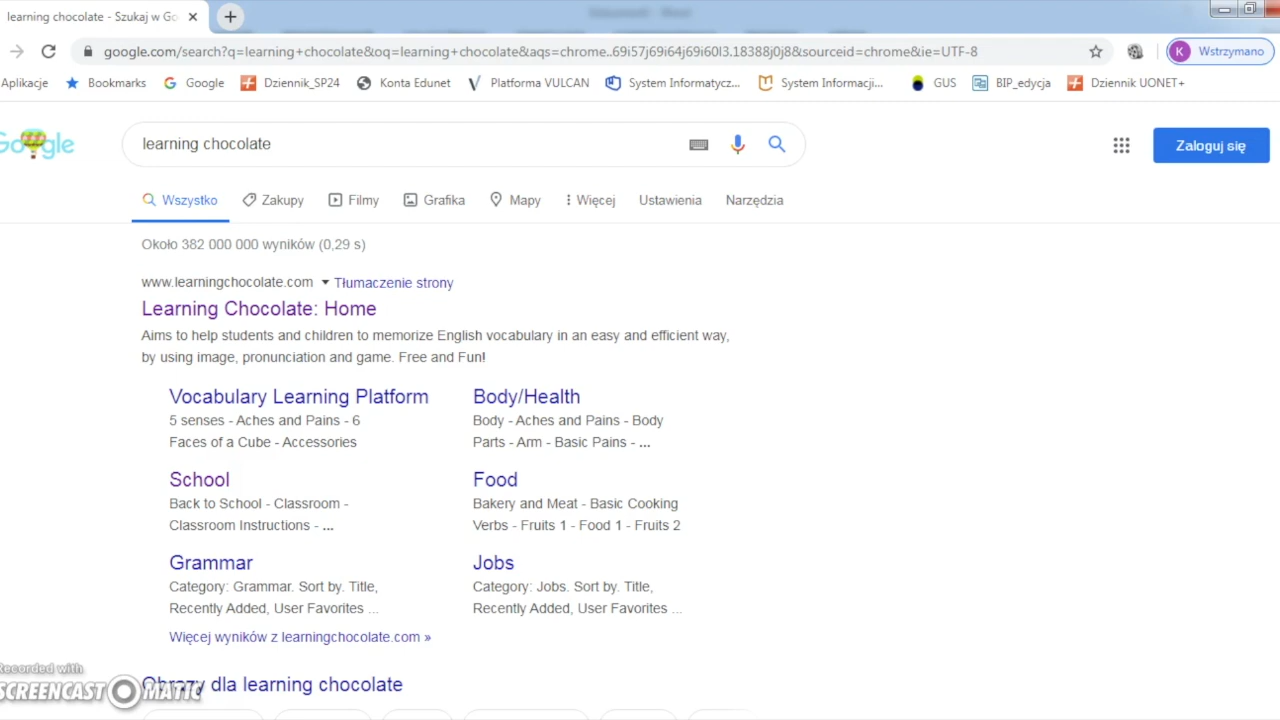 learning chocolate - Szukaj w Go
google.com/search?q=learning+chocolate&oq=learning+chocolate&aqs=chrome..69i57j69i64j69i60l3.18388j0j8&sourceid=chrome&ie=UTF-8
K Wstrzymano
Aplikacje Bookmarks Google Dziennik_SP24 Konta Edunet Platforma VULCAN System Informatycz... System Informacji... GUS BIP_edycja Dziennik UONET+
Google
learning chocolate
Zaloguj się
Wszystko Zakupy Filmy Grafika Mapy Więcej Ustawienia Narzędzia
Około 382 000 000 wyników (0,29 s)
www.learningchocolate.com Tłumaczenie strony
Learning Chocolate: Home
Aims to help students and children to memorize English vocabulary in an easy and efficient way,
by using image, pronunciation and game. Free and Fun!
Vocabulary Learning Platform
5 senses - Aches and Pains - 6
Faces of a Cube - Accessories
Body/Health
Body - Aches and Pains - Body
Parts - Arm - Basic Pains - ...
School
Back to School - Classroom -
Classroom Instructions - ...
Food
Bakery and Meat - Basic Cooking
Verbs - Fruits 1 - Food 1 - Fruits 2
Grammar
Category: Grammar. Sort by. Title,
Recently Added, User Favorites ...
Jobs
Category: Jobs. Sort by. Title,
Recently Added, User Favorites ...
Więcej wyników z learningchocolate.com »
Obrazy dla learning chocolate
Recorded with
SCREENCAST MATIC